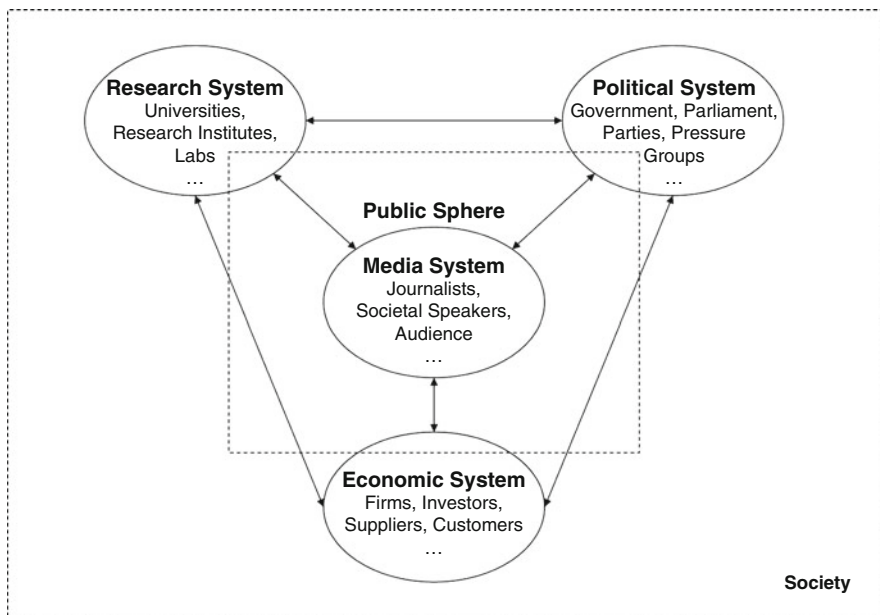 Research System
Universities,
Research Institutes,
Labs
...
Political System
Government, Parliament,
Parties, Pressure
Groups
...
Public Sphere
Media System
Journalists,
Societal Speakers,
Audience
...
Economic System
Firms, Investors,
Suppliers, Customers
...
Society